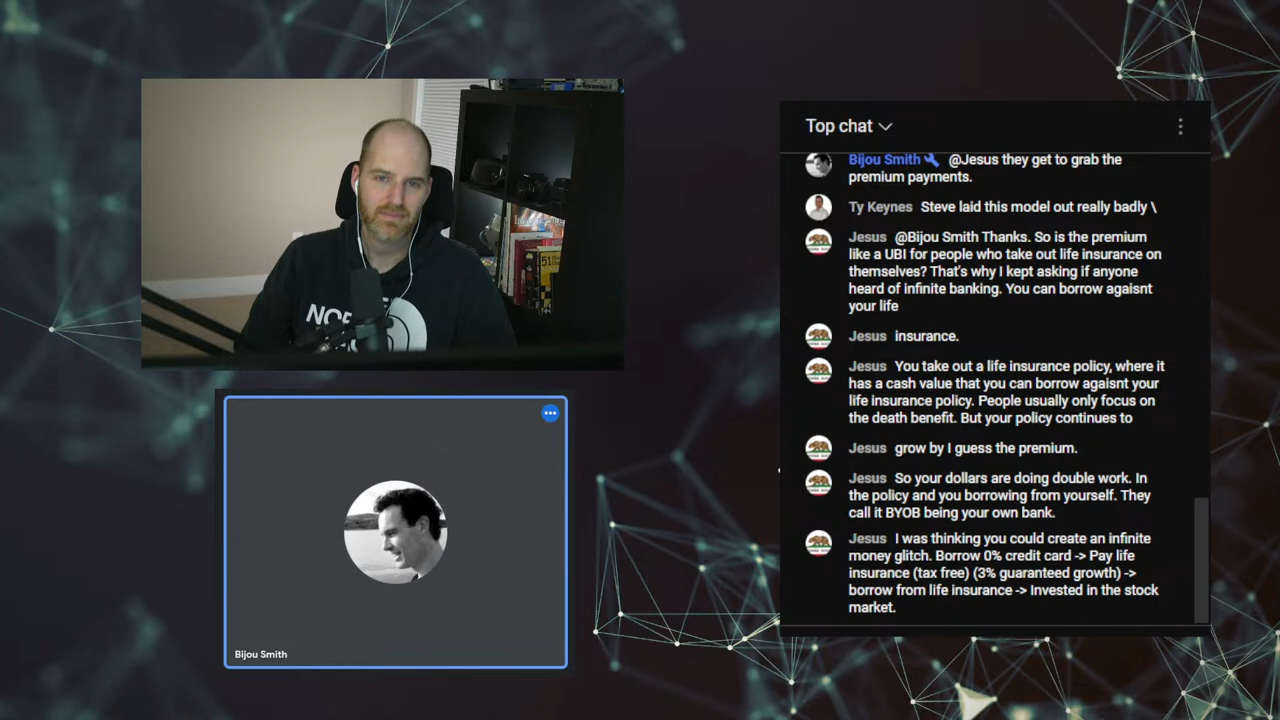 Top chat
Bijou Smith @Jesus they get to grab the
premium payments.
Ty Keynes Steve laid this model out really badly \
Jesus @Bijou Smith Thanks. So is the premium
like a UBI for people who take out life insurance on
themselves? That's why I kept asking if anyone
heard of infinite banking. You can borrow agaisnt
your life
Jesus insurance.
Jesus You take out a life insurance policy, where it
has a cash value that you can borrow agaisnt your
life insurance policy. People usually only focus on
the death benefit. But your policy continues to
Jesus grow by I guess the premium.
Jesus So your dollars are doing double work. In
the policy and you borrowing from yourself. They
call it BYOB being your own bank.
Jesus I was thinking you could create an infinite
money glitch. Borrow 0% credit card -> Pay life
insurance (tax free) (3% guaranteed growth) ->
borrow from life insurance -> Invested in the stock
market.
NOR
51
Bijou Smith